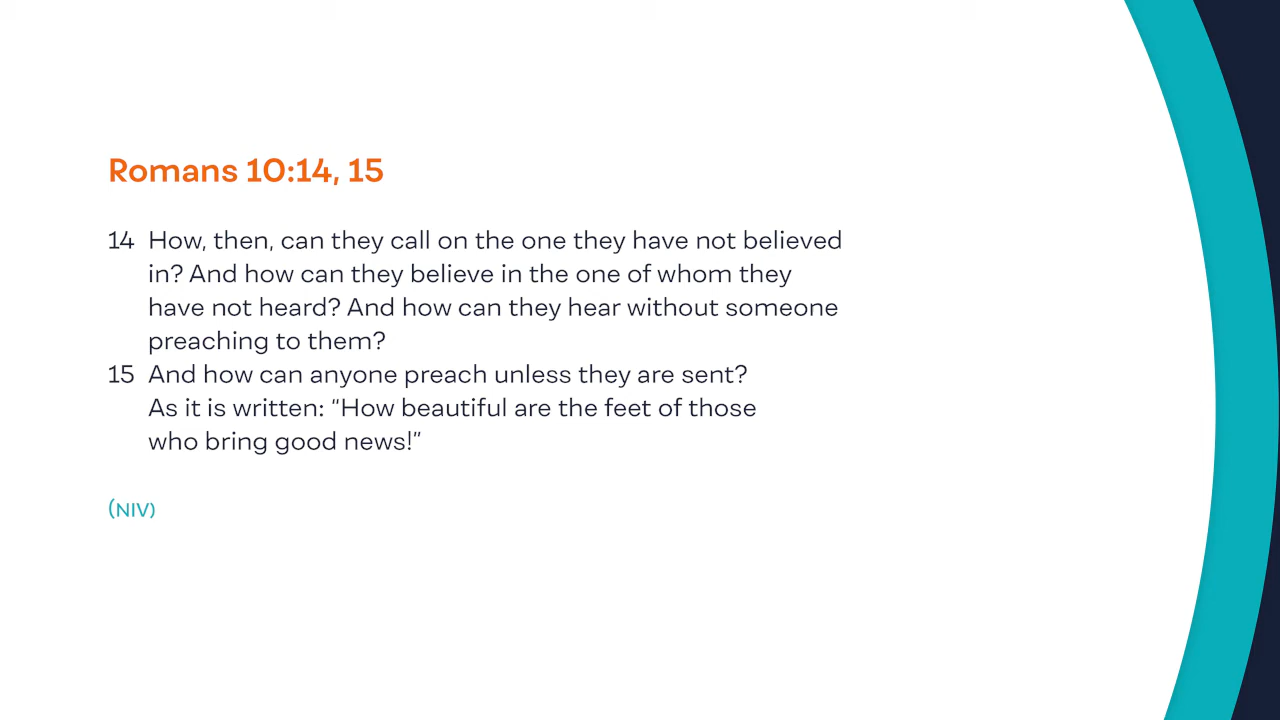 Romans 10:14, 15
14 How, then, can they call on the one they have not believed
in? And how can they believe in the one of whom they
have not heard? And how can they hear without someone
preaching to them?
15 And how can anyone preach unless they are sent?
As it is written: “How beautiful are the feet of those
who bring good news!”
(NIV)